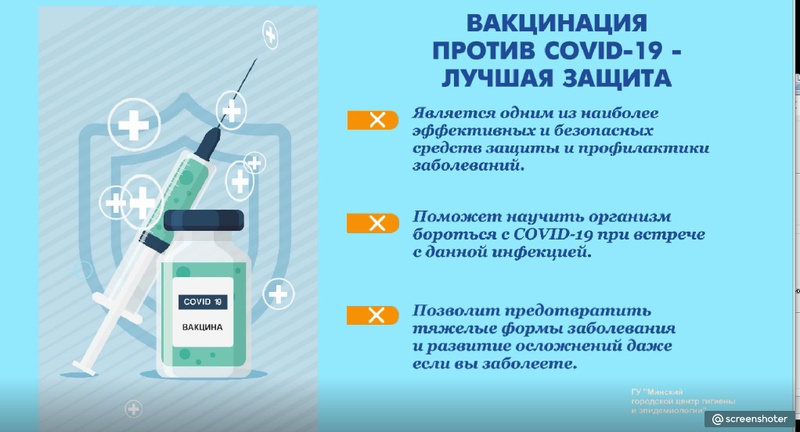 ВАКЦИНАЦИЯ
ПРОТИВ COVID-19 -
ЛУЧШАЯ ЗАЩИТА
Является одним из наиболее
эффективных и безопасных
средств защиты и профилактики
заболеваний.
Поможет научить организм
бороться с COVID-19 при встрече
с данной инфекцией.
Позволит предотвратить
тяжелые формы заболевания
и развитие осложнений даже
если вы заболеете.
COVID 19
ВАКЦИНА
ГУ "Минский
городской центр гигиены
и эпидемиологии"
@ screenshoter